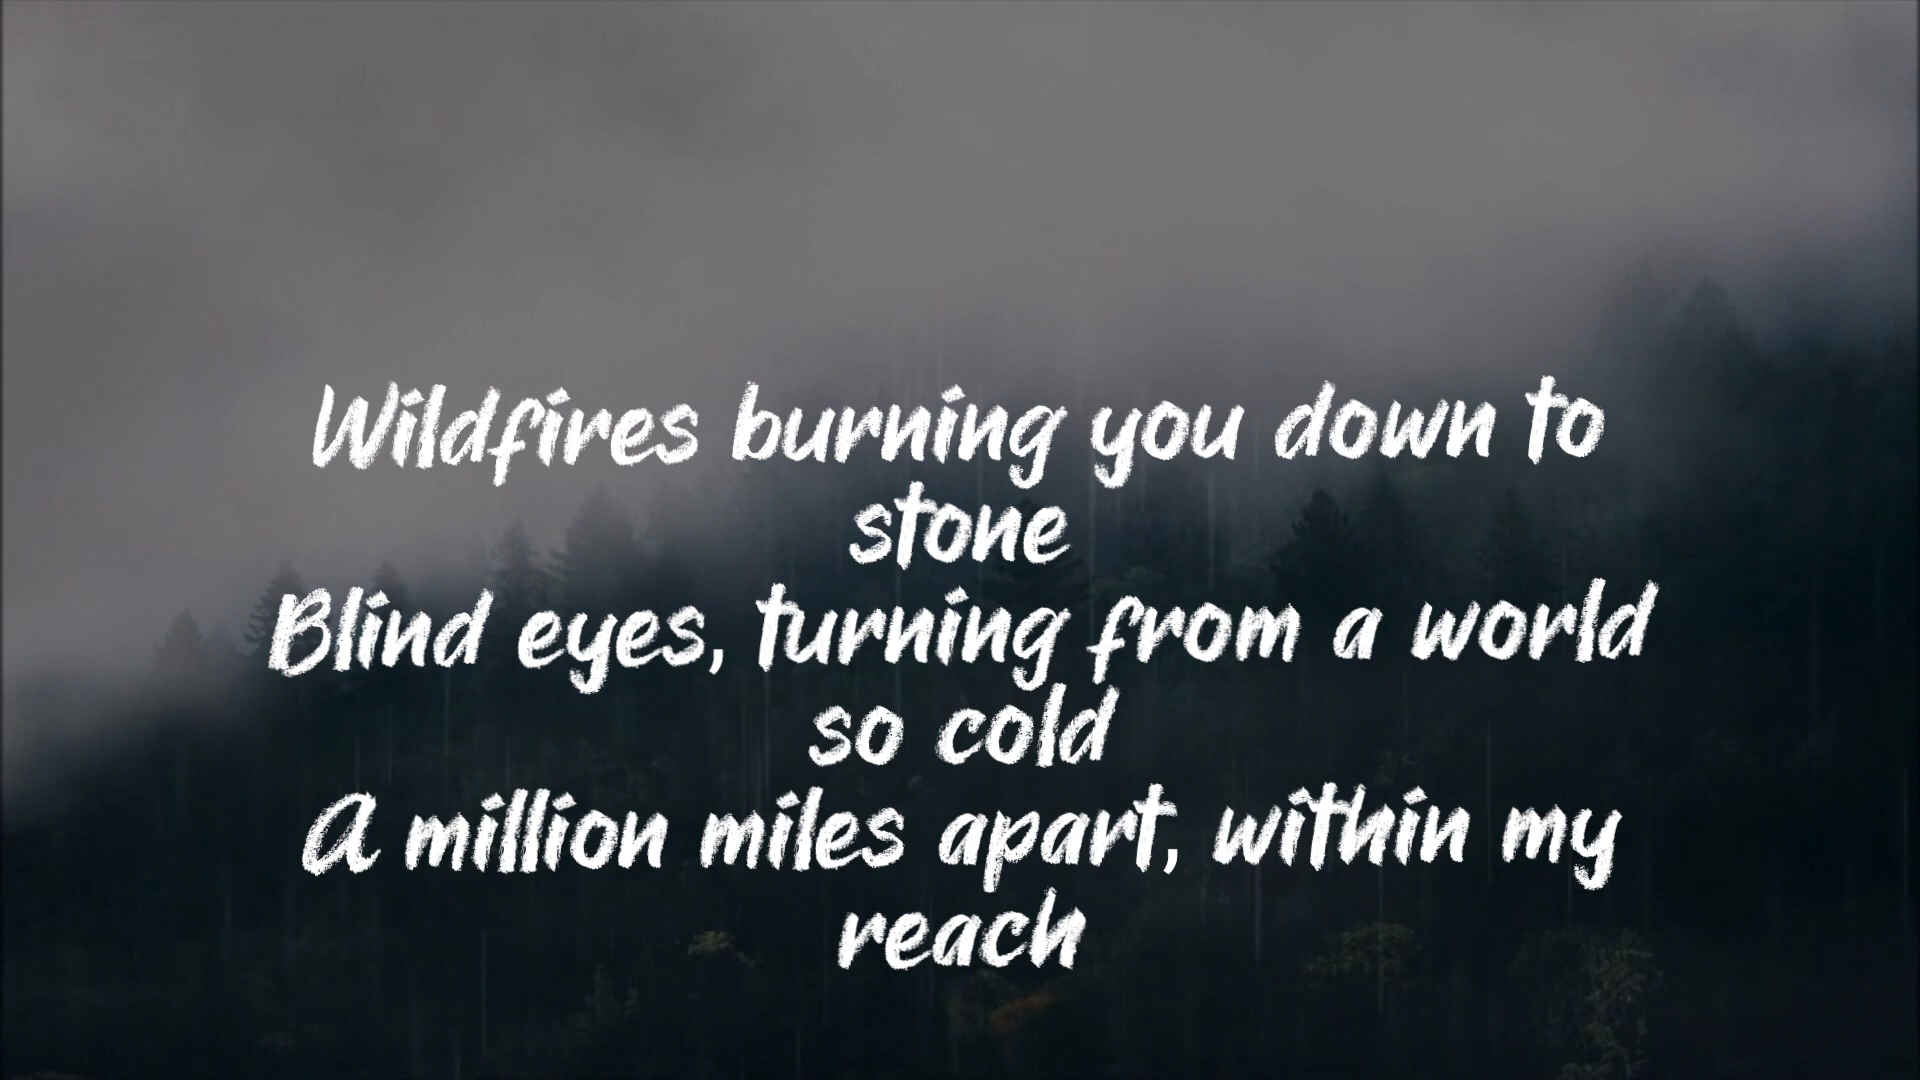 Wildfires burning you down to
stone
Blind eyes, turning from a world
so cold
A million miles apart, within my
reach